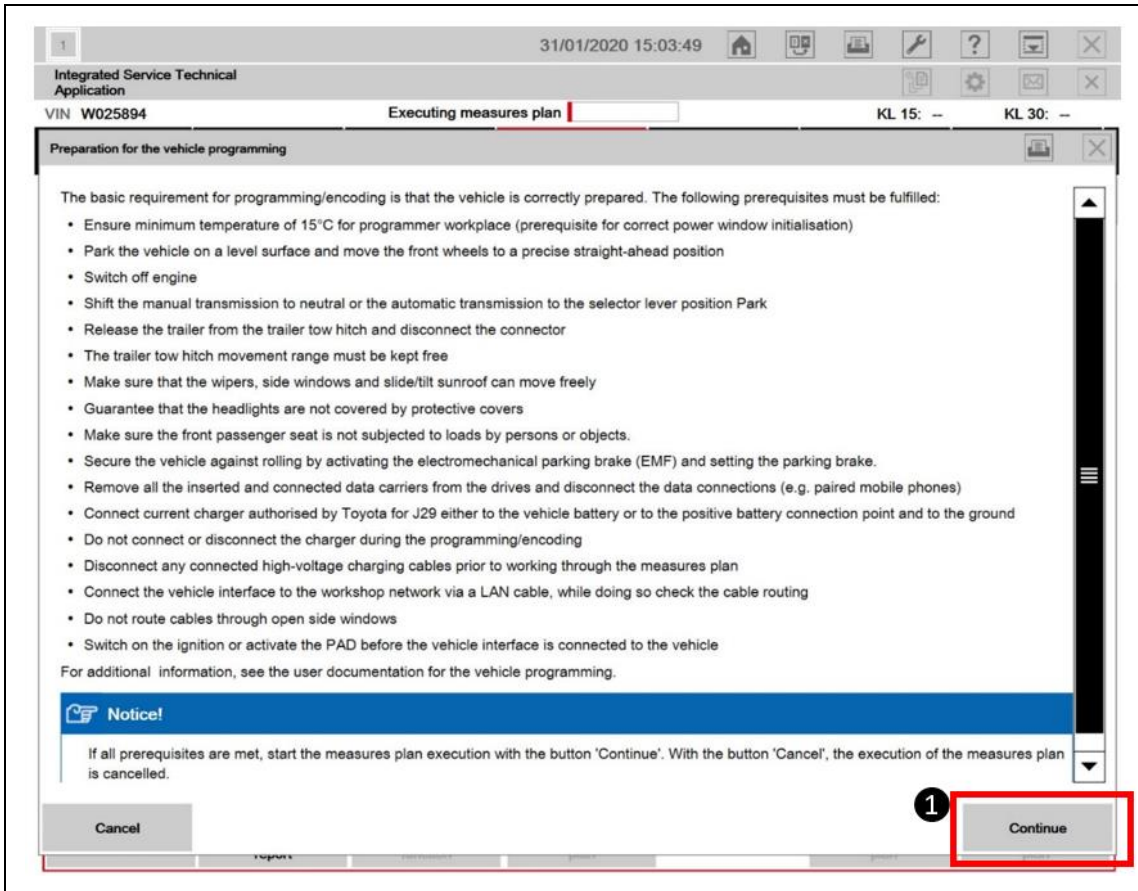 1
31/01/2020 15:03:49
Integrated Service Technical
Application
VIN W025894
Executing measures plan
KL 15: --
KL 30: --
Preparation for the vehicle programming
The basic requirement for programming/encoding is that the vehicle is correctly prepared. The following prerequisites must be fulfilled:
• Ensure minimum temperature of 15°C for programmer workplace (prerequisite for correct power window initialisation)
• Park the vehicle on a level surface and move the front wheels to a precise straight-ahead position
• Switch off engine
• Shift the manual transmission to neutral or the automatic transmission to the selector lever position Park
• Release the trailer from the trailer tow hitch and disconnect the connector
• The trailer tow hitch movement range must be kept free
• Make sure that the wipers, side windows and slide/tilt sunroof can move freely
• Guarantee that the headlights are not covered by protective covers
• Make sure the front passenger seat is not subjected to loads by persons or objects.
• Secure the vehicle against rolling by activating the electromechanical parking brake (EMF) and setting the parking brake.
• Remove all the inserted and connected data carriers from the drives and disconnect the data connections (e.g. paired mobile phones)
• Connect current charger authorised by Toyota for J29 either to the vehicle battery or to the positive battery connection point and to the ground
• Do not connect or disconnect the charger during the programming/encoding
• Disconnect any connected high-voltage charging cables prior to working through the measures plan
• Connect the vehicle interface to the workshop network via a LAN cable, while doing so check the cable routing
• Do not route cables through open side windows
• Switch on the ignition or activate the PAD before the vehicle interface is connected to the vehicle
For additional information, see the user documentation for the vehicle programming.
Notice!
If all prerequisites are met, start the measures plan execution with the button 'Continue'. With the button 'Cancel', the execution of the measures plan
is cancelled.
1
Cancel
Continue
report